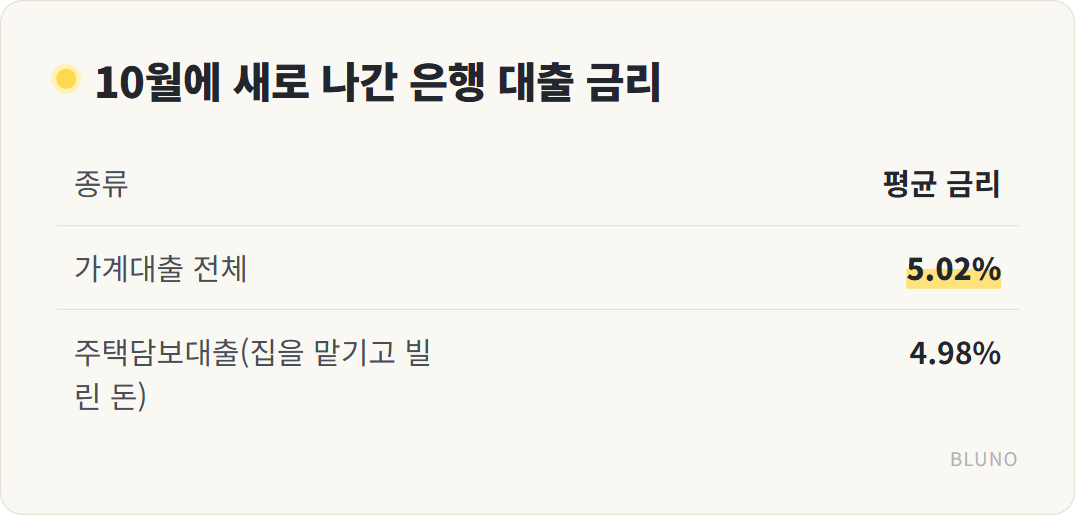 10월에 새로 나간 은행 대출 금리
종류 평균 금리
가계대출 전체 5.02%
주택담보대출(집을 맡기고 빌 4.98%
린 돈)
BLUNO